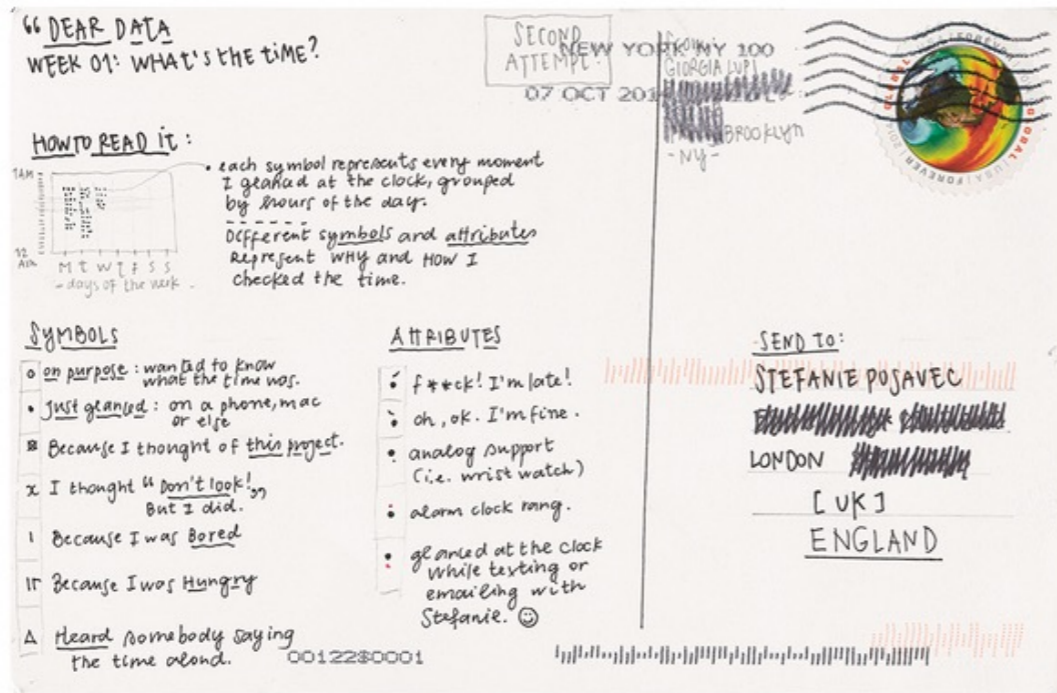 “ DEAR DATA
WEEK 01: WHAT'S the tiME?
SECOND
ATTEMPT!
NEW YORK NY 100
07 OCT 201
From:
GIORGIA LUPI
BROOKLYN
- NY -
GLOBAL | USA | FOREVER 2014
HOW TO READ it :
1AM
12
AM
M t W t F S S
- days of the week .
• each symbol represents every moment
I glanced at the clock, grouped
by hours of the day.
Different symbols and attributes
Represent WHY and HOW I
checked the time.
SYMBOLS
on purpose : wanted to know
what the time was.
Just glanced : on a phone, mac
or else
Because I thought of this project.
x I thought “ Don't look! ”
But I did.
I Because I was Bored
Because I was Hungry
Δ Heard somebody saying
the time aloud.
AttRIBUTES
f**ck! I'm late!
oh, ok. I'm fine.
analog support
(i.e. wrist watch)
alarm clock rang.
glanced at the clock
while texting or
emailing with
Stefanie. ☺
SEND to:
STEFANIE POSAVEC
LONDON
[ UK ]
ENGLAND
00122$0001